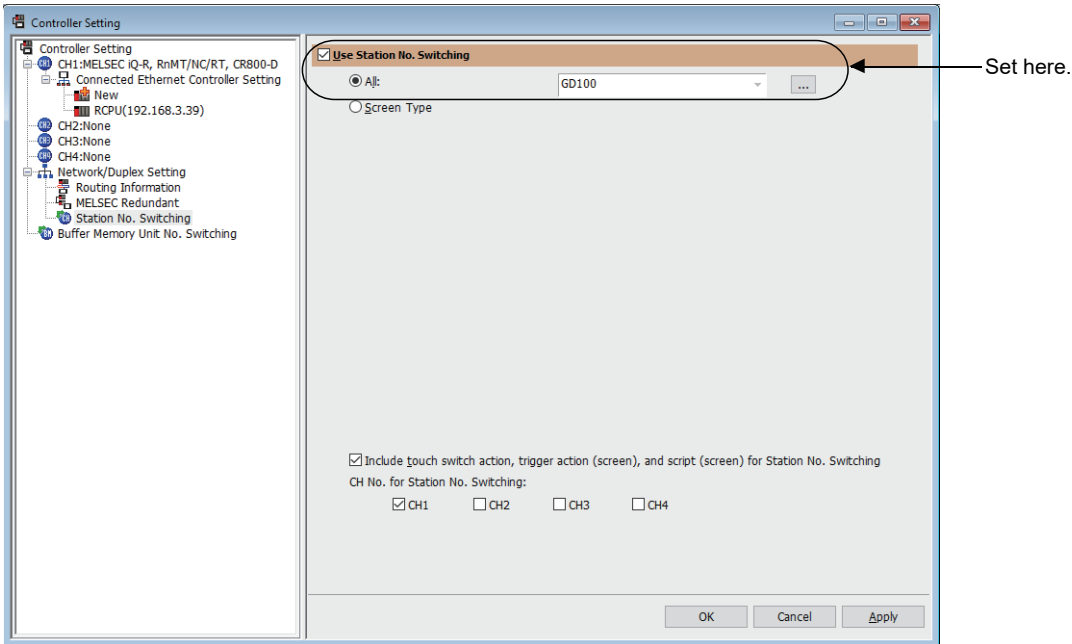 Controller Setting
Controller Setting
CH1:MELSEC iQ-R, RnMT/NC/RT, CR800-D
Connected Ethernet Controller Setting
New
RCPU(192.168.3.39)
CH2:None
CH3:None
CH4:None
Network/Duplex Setting
Routing Information
MELSEC Redundant
Station No. Switching
Buffer Memory Unit No. Switching
Use Station No. Switching
All: GD100 ...
Screen Type
Set here.
Include touch switch action, trigger action (screen), and script (screen) for Station No. Switching
CH No. for Station No. Switching:
CH1 CH2 CH3 CH4
OK Cancel Apply